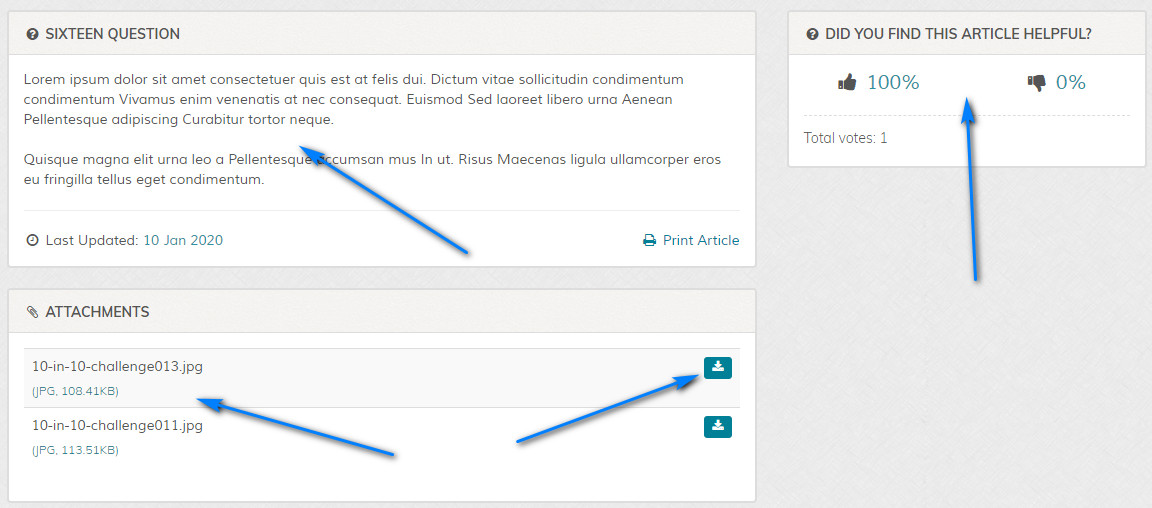 SIXTEEN QUESTION
Lorem ipsum dolor sit amet consectetuer quis est at felis dui. Dictum vitae sollicitudin condimentum
condimentum Vivamus enim venenatis at nec consequat. Euismod Sed laoreet libero urna Aenean
Pellentesque adipiscing Curabitur tortor neque.
Quisque magna elit urna leo a Pellentesque accumsan mus In ut. Risus Maecenas ligula ullamcorper eros
eu fringilla tellus eget condimentum.
Last Updated: 10 Jan 2020
Print Article
ATTACHMENTS
10-in-10-challenge013.jpg
(JPG, 108.41KB)
10-in-10-challenge011.jpg
(JPG, 113.51KB)
DID YOU FIND THIS ARTICLE HELPFUL?
100%
0%
Total votes: 1